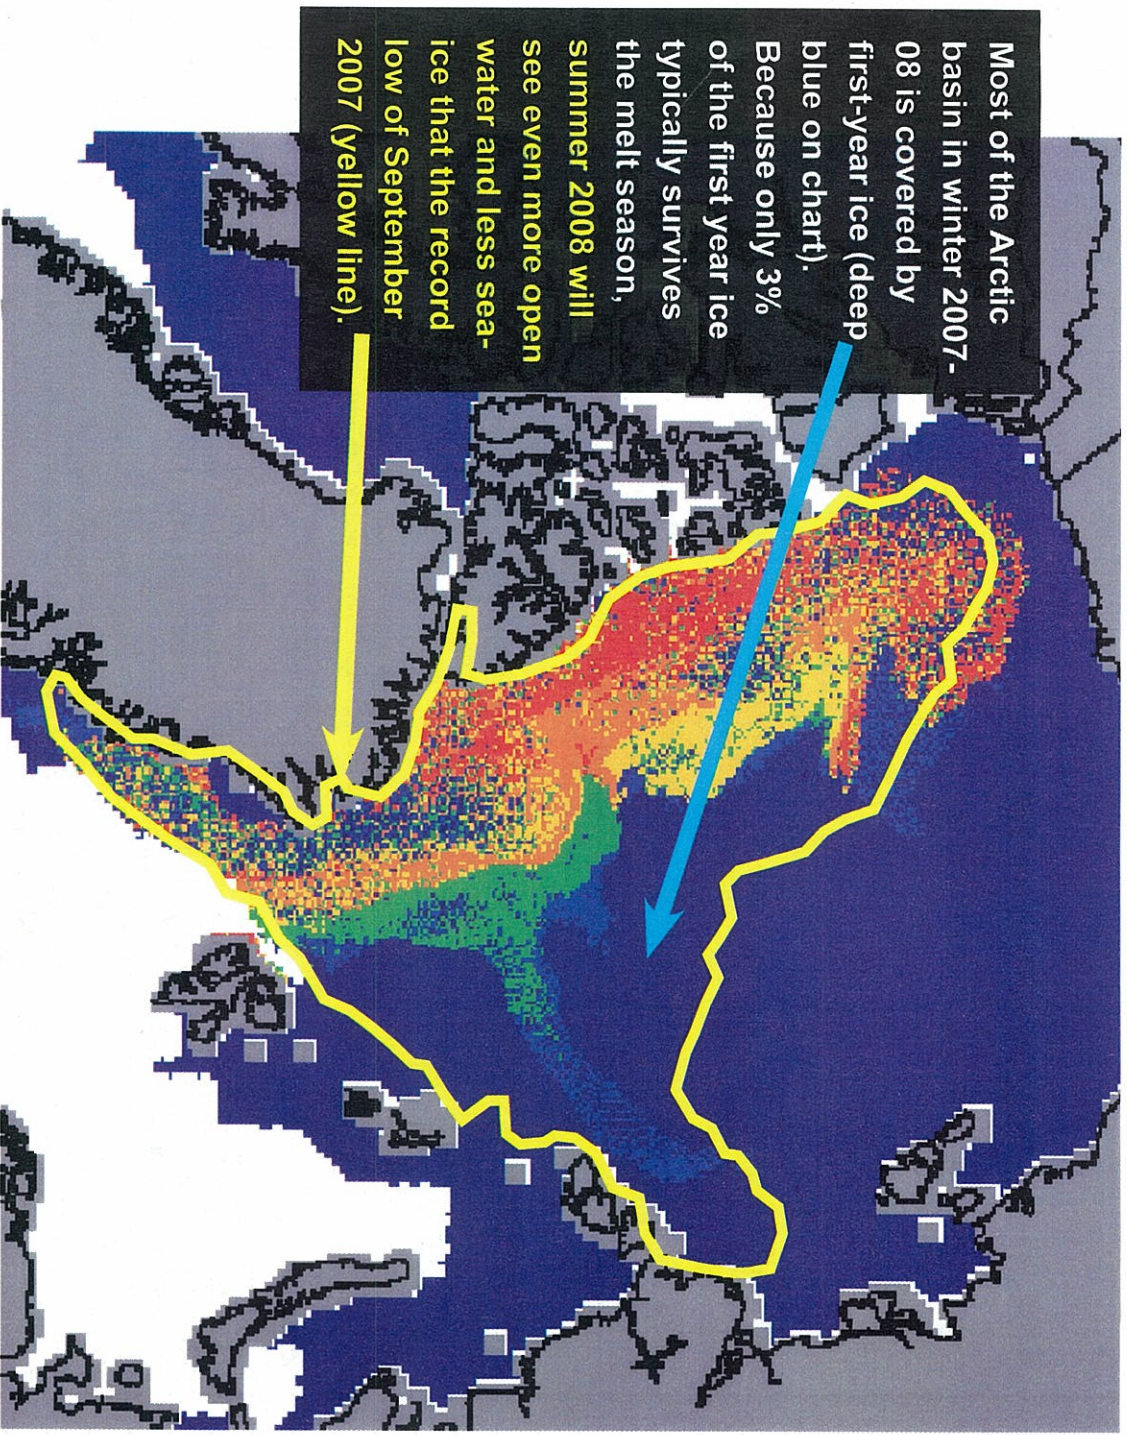 Most of the Arctic
basin in winter 2007-
08 is covered by
first-year ice (deep
blue on chart).
Because only 3%
of the first year ice
typically survives
the melt season,
summer 2008 will
see even more open
water and less sea-
ice that the record
low of September
2007 (yellow line).